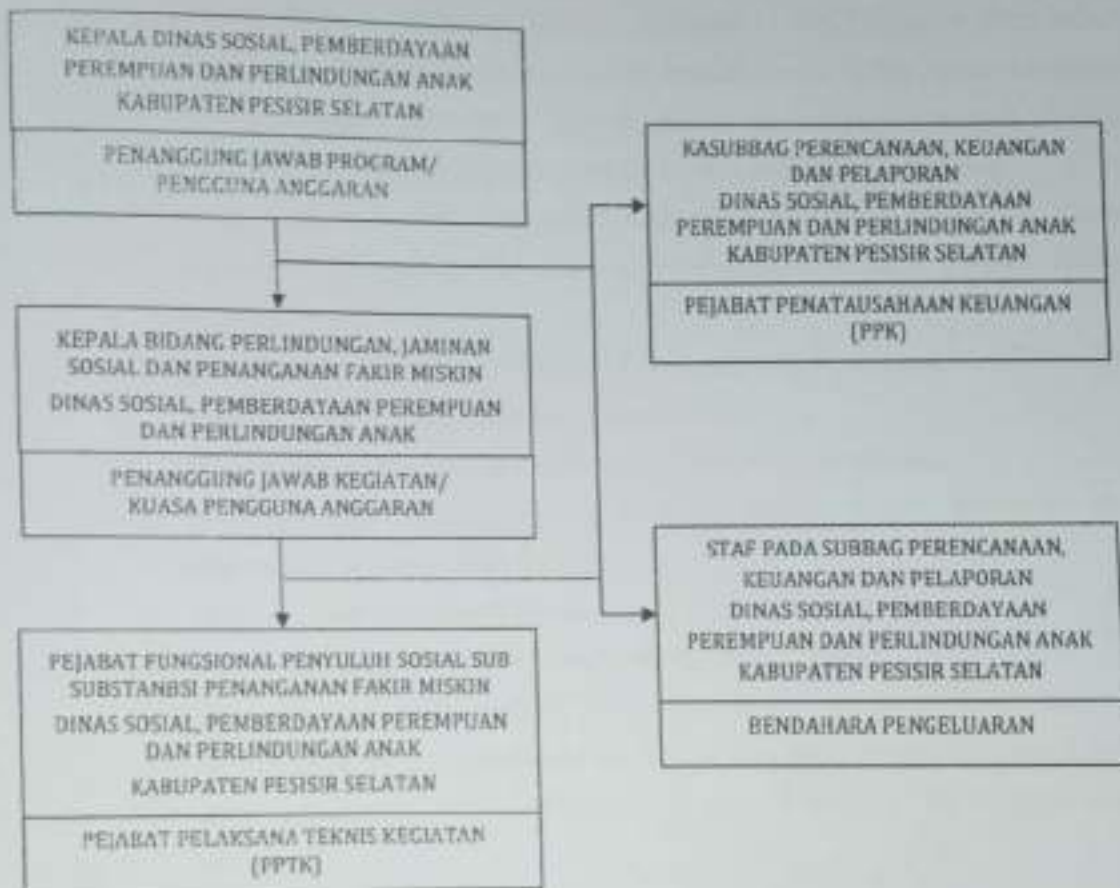 KEPALA DINAS SOSIAL, PEMBERDAYAAN
PEREMPUAN DAN PERLINDUNGAN ANAK
KABUPATEN PESISIR SELATAN
PENANGGUNG JAWAB PROGRAM/
PENGGUNA ANGGARAN
KASUBBAG PERENCANAAN, KEUANGAN
DAN PELAPORAN
DINAS SOSIAL, PEMBERDAYAAN
PEREMPUAN DAN PERLINDUNGAN ANAK
KABUPATEN PESISIR SELATAN
PEJABAT PENATAUSAHAAN KEUANGAN
(PPK)
KEPALA BIDANG PERLINDUNGAN, JAMINAN
SOSIAL DAN PENANGANAN FAKIR MISKIN
DINAS SOSIAL, PEMBERDAYAAN PEREMPUAN
DAN PERLINDUNGAN ANAK
PENANGGUNG JAWAB KEGIATAN/
KUASA PENGGUNA ANGGARAN
STAF PADA SUBBAG PERENCANAAN,
KEUANGAN DAN PELAPORAN
DINAS SOSIAL, PEMBERDAYAAN
PEREMPUAN DAN PERLINDUNGAN ANAK
KABUPATEN PESISIR SELATAN
BENDAHARA PENGELUARAN
PEJABAT FUNGSIONAL PENYULUH SOSIAL SUB
SUBSTANBSI PENANGANAN FAKIR MISKIN
DINAS SOSIAL, PEMBERDAYAAN PEREMPUAN
DAN PERLINDUNGAN ANAK
KABUPATEN PESISIR SELATAN
PEJABAT PELAKSANA TEKNIS KEGIATAN
(PPTK)